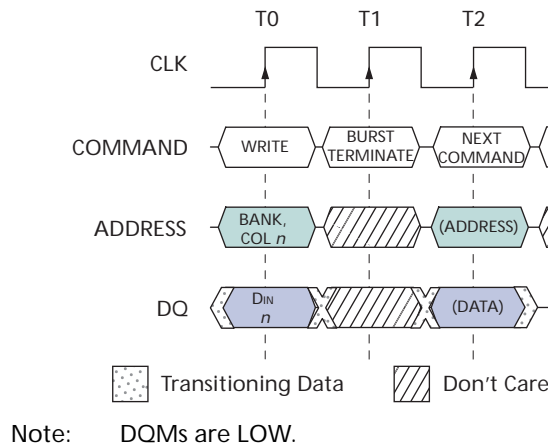 T0 T1 T2
CLK
COMMAND WRITE BURST TERMINATE NEXT COMMAND
ADDRESS BANK, COL n (ADDRESS)
DQ DIN n (DATA)
Transitioning Data Don't Care
Note: DQMs are LOW.